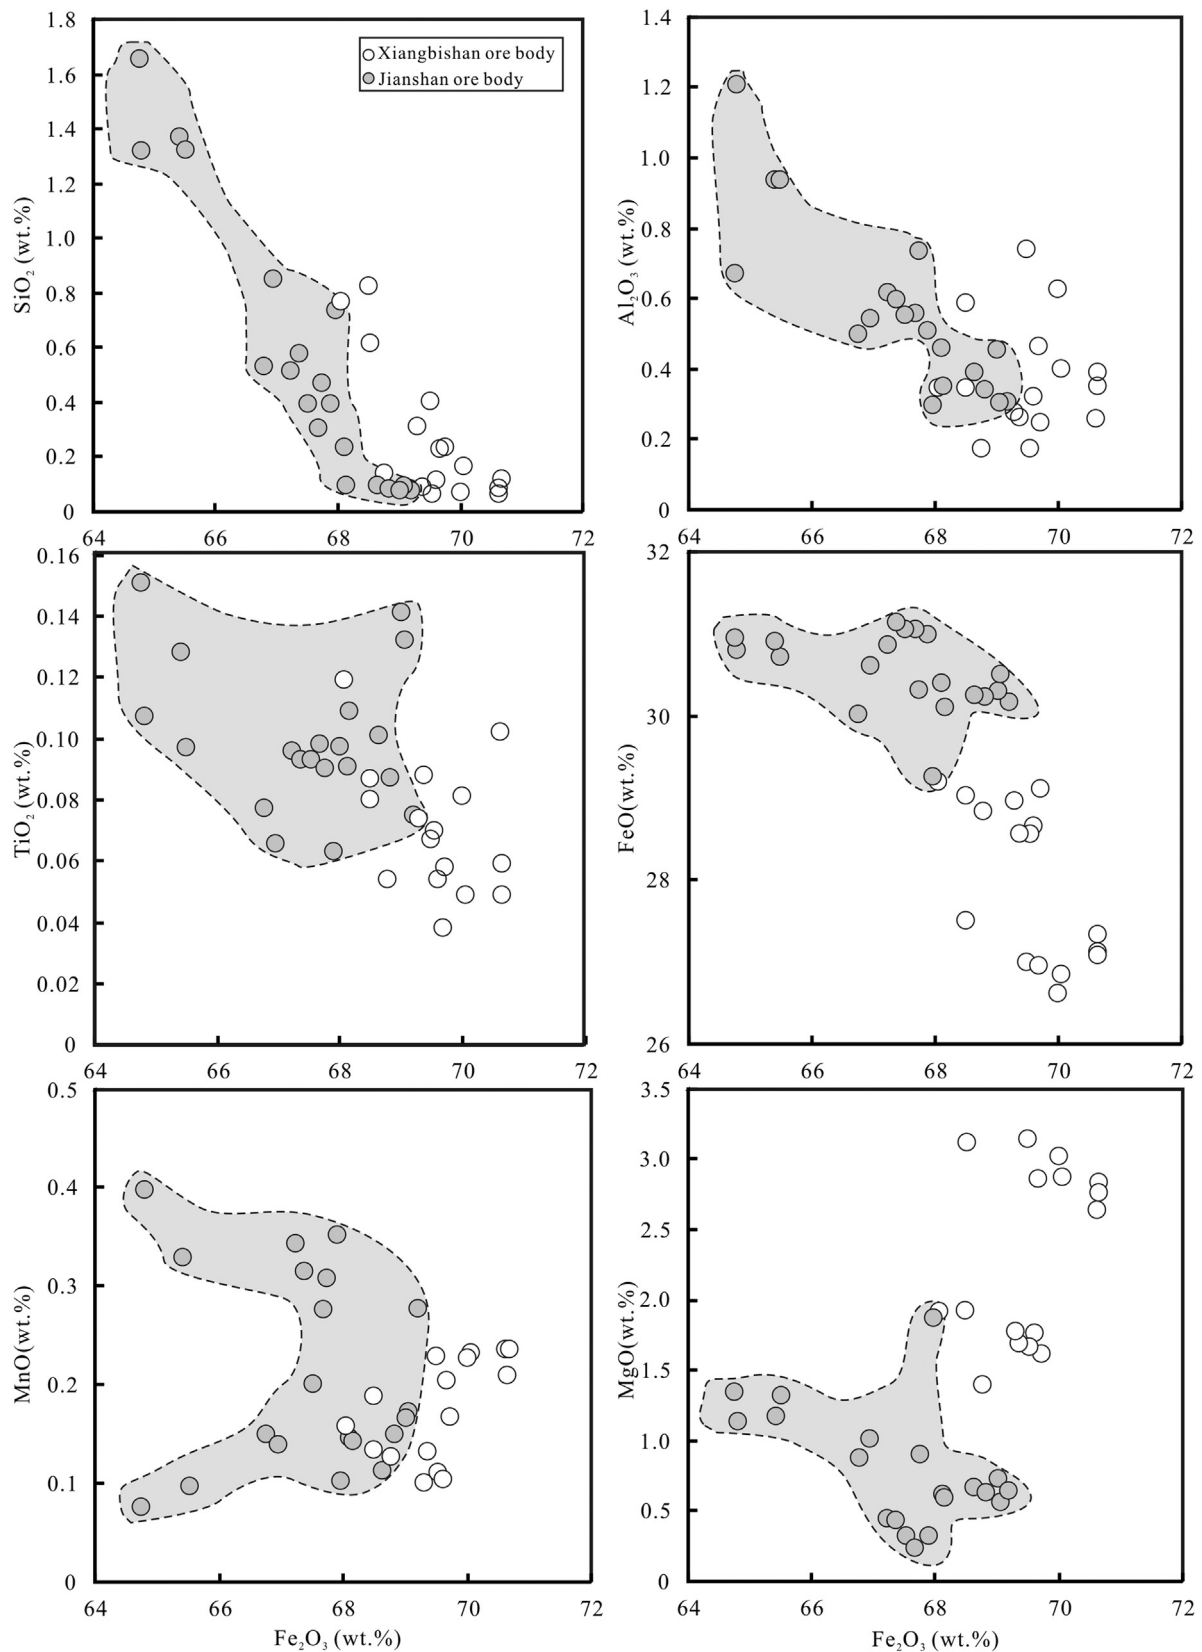 1.8
1.6
1.4
1.2
1.0
0.8
0.6
0.4
0.2
0
SiO₂ (wt.%)
Xiangbishan ore body
Jianshan ore body
64 66 68 70 72
1.4
1.2
1.0
0.8
0.6
0.4
0.2
0
Al₂O₃ (wt.%)
64 66 68 70 72
0.16
0.14
0.12
0.10
0.08
0.06
0.04
0.02
0
TiO₂ (wt.%)
64 66 68 70 72
32
30
28
26
FeO(wt.%)
64 66 68 70 72
0.5
0.4
0.3
0.2
0.1
0
MnO(wt.%)
64 66 68 70 72
Fe₂O₃ (wt.%)
3.5
3.0
2.5
2.0
1.5
1.0
0.5
0
MgO(wt.%)
64 66 68 70 72
Fe₂O₃ (wt.%)